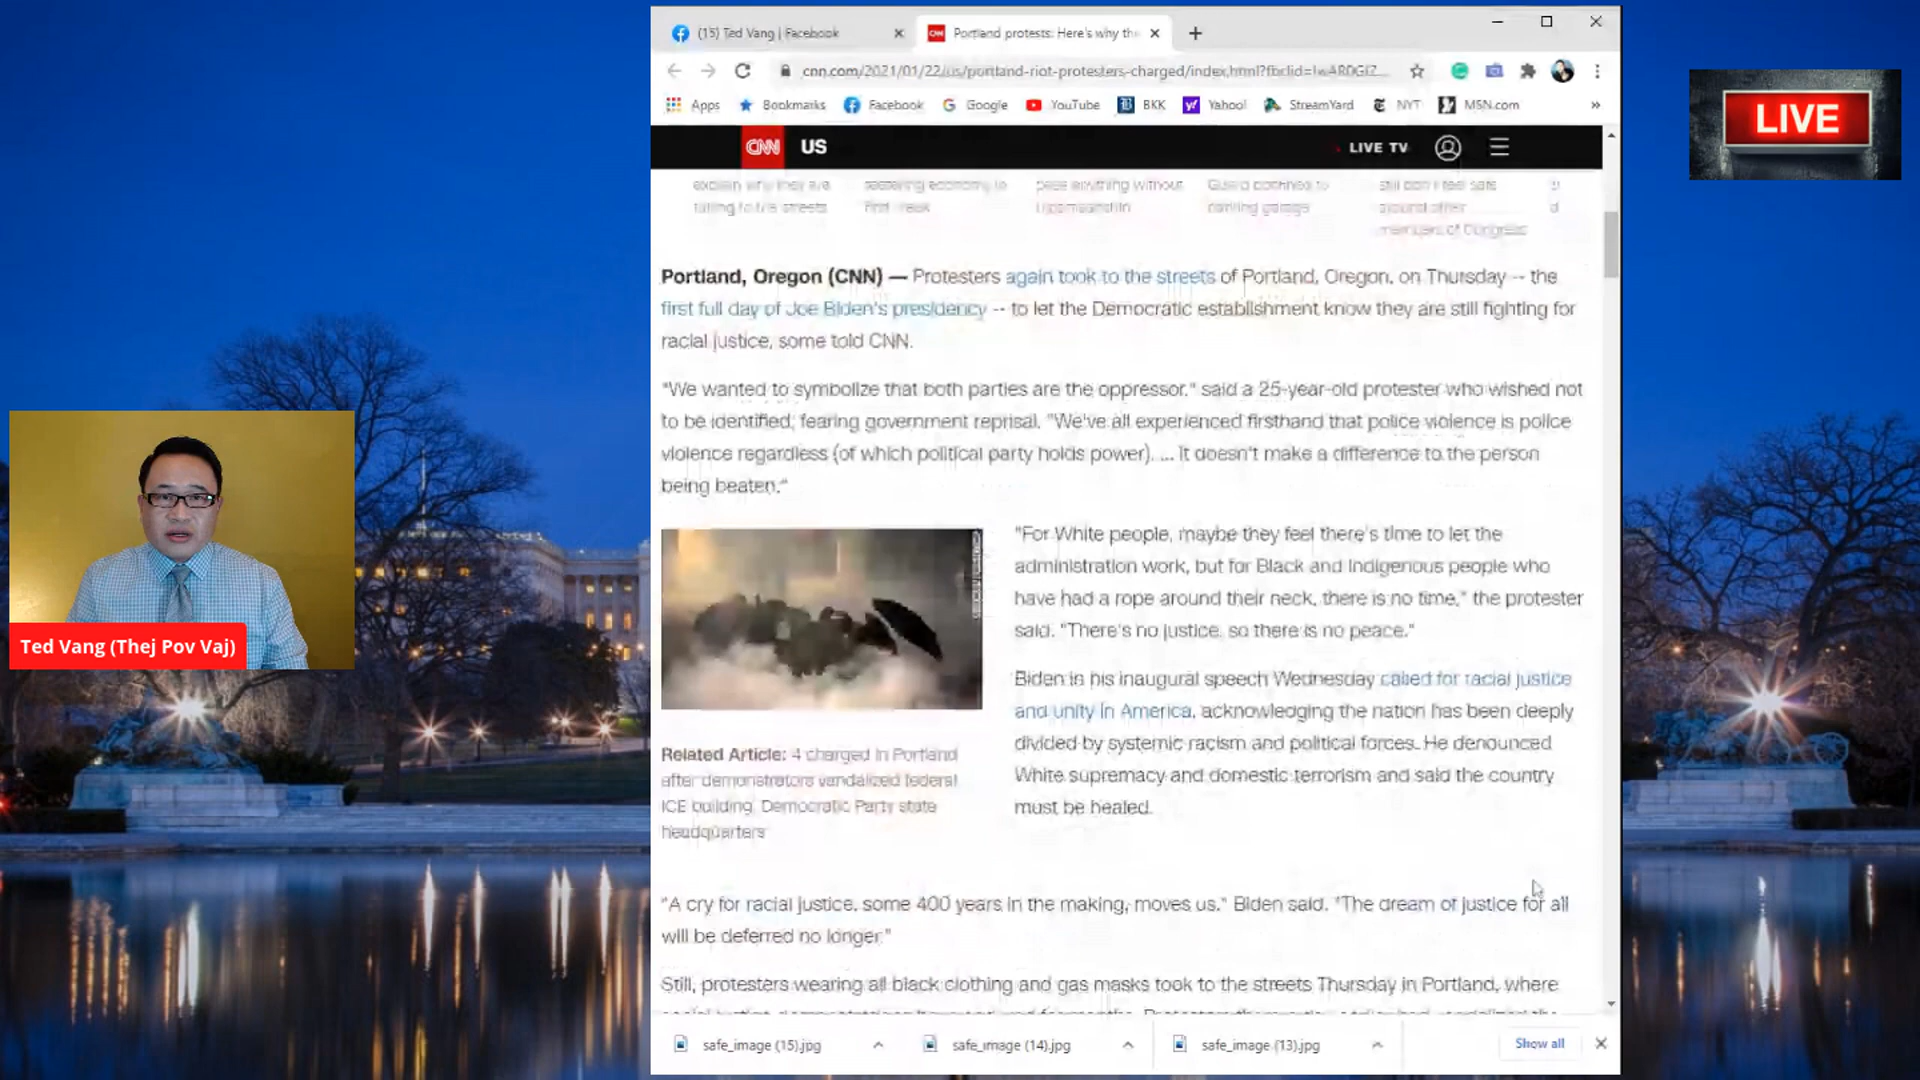 (15) Ted Vang | Facebook
Portland protests: Here's why the
cnn.com/2021/01/22/us/portland-riot-protesters-charged/index.html?fbclid=IwAR0GIZ...
Apps Bookmarks Facebook Google YouTube BKK Yahoo! StreamYard NYT MSN.com »
CNN US LIVE TV
LIVE
explain why they are
taking to the streets
members of Congress
Portland, Oregon (CNN) — Protesters again took to the streets of Portland, Oregon, on Thursday -- the
first full day of Joe Biden's presidency -- to let the Democratic establishment know they are still fighting for
racial justice, some told CNN.
"We wanted to symbolize that both parties are the oppressor," said a 25-year-old protester who wished not
to be identified, fearing government reprisal. "We've all experienced firsthand that police violence is police
violence regardless (of which political party holds power). ... It doesn't make a difference to the person
being beaten."
"For White people, maybe they feel there's time to let the
administration work, but for Black and Indigenous people who
have had a rope around their neck, there is no time," the protester
said. "There's no justice, so there is no peace."
Biden in his inaugural speech Wednesday called for racial justice
and unity in America, acknowledging the nation has been deeply
divided by systemic racism and political forces. He denounced
White supremacy and domestic terrorism and said the country
must be healed.
Related Article: 4 charged in Portland
after demonstrators vandalized federal
ICE building, Democratic Party state
headquarters
"A cry for racial justice, some 400 years in the making, moves us," Biden said. "The dream of justice for all
will be deferred no longer."
Still, protesters wearing all black clothing and gas masks took to the streets Thursday in Portland, where
safe_image (15).jpg
safe_image (14).jpg
safe_image (13).jpg
Show all
Ted Vang (Thej Pov Vaj)